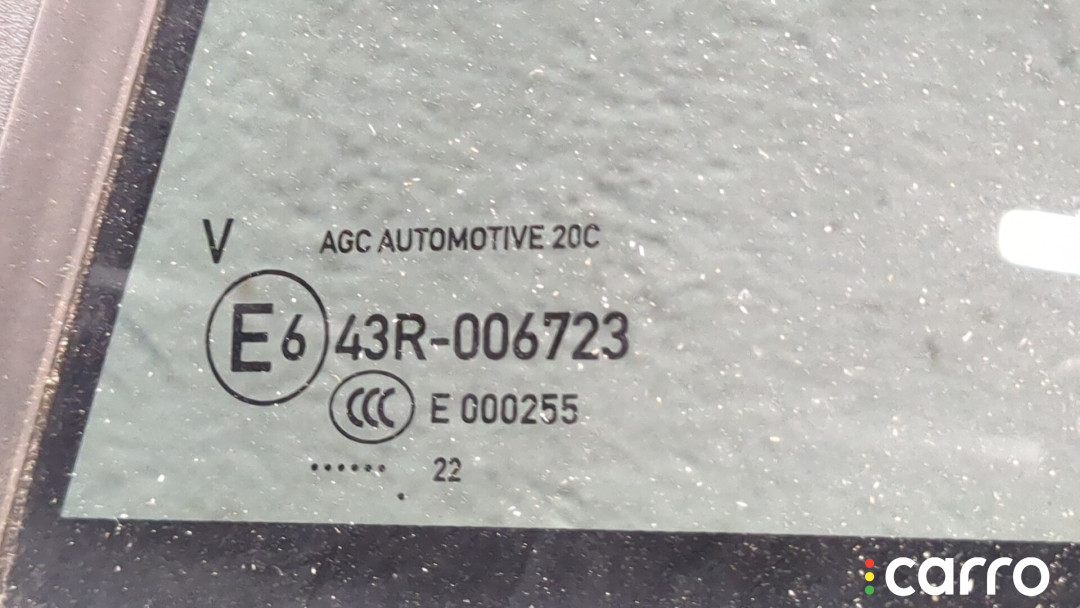 V AGC AUTOMOTIVE 20C
E6 43R-006723
CCC E 000255
...... 22
.
carro